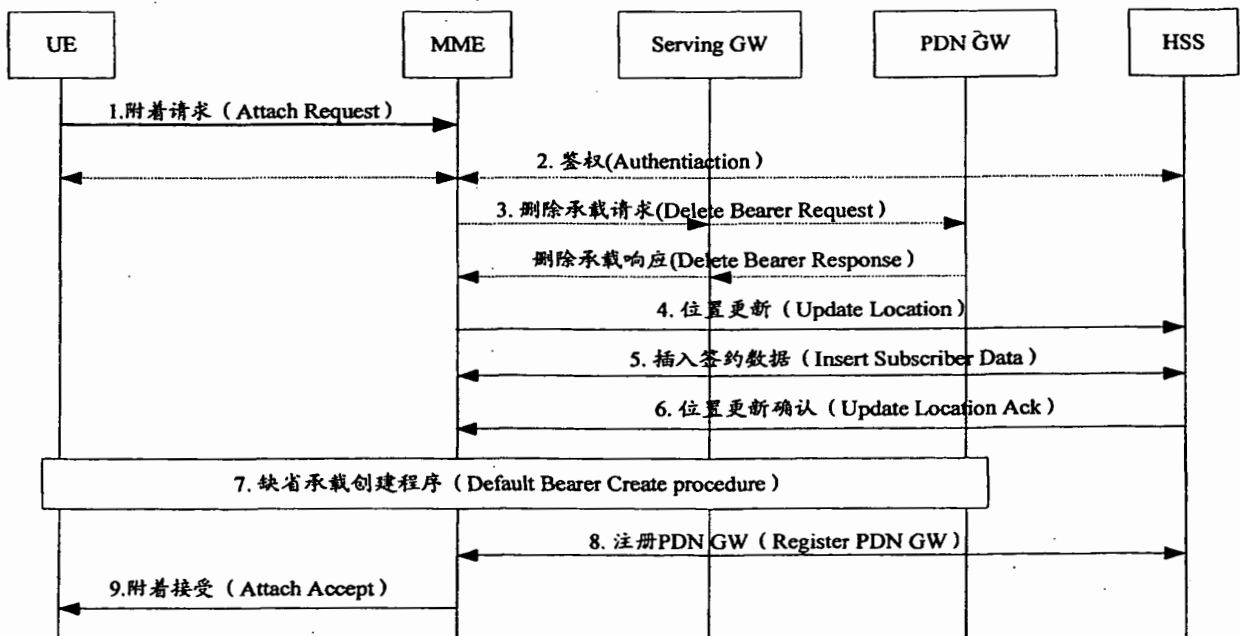 UE
MME
Serving GW
PDN GW
HSS
1.附着请求（Attach Request）
2. 鉴权(Authentiaction）
3. 删除承载请求(Delete Bearer Request）
删除承载响应(Delete Bearer Response）
4. 位置更新（Update Location）
5. 插入签约数据（Insert Subscriber Data）
6. 位置更新确认（Update Location Ack）
7. 缺省承载创建程序（Default Bearer Create procedure）
8. 注册PDN GW（Register PDN GW）
9.附着接受（Attach Accept）